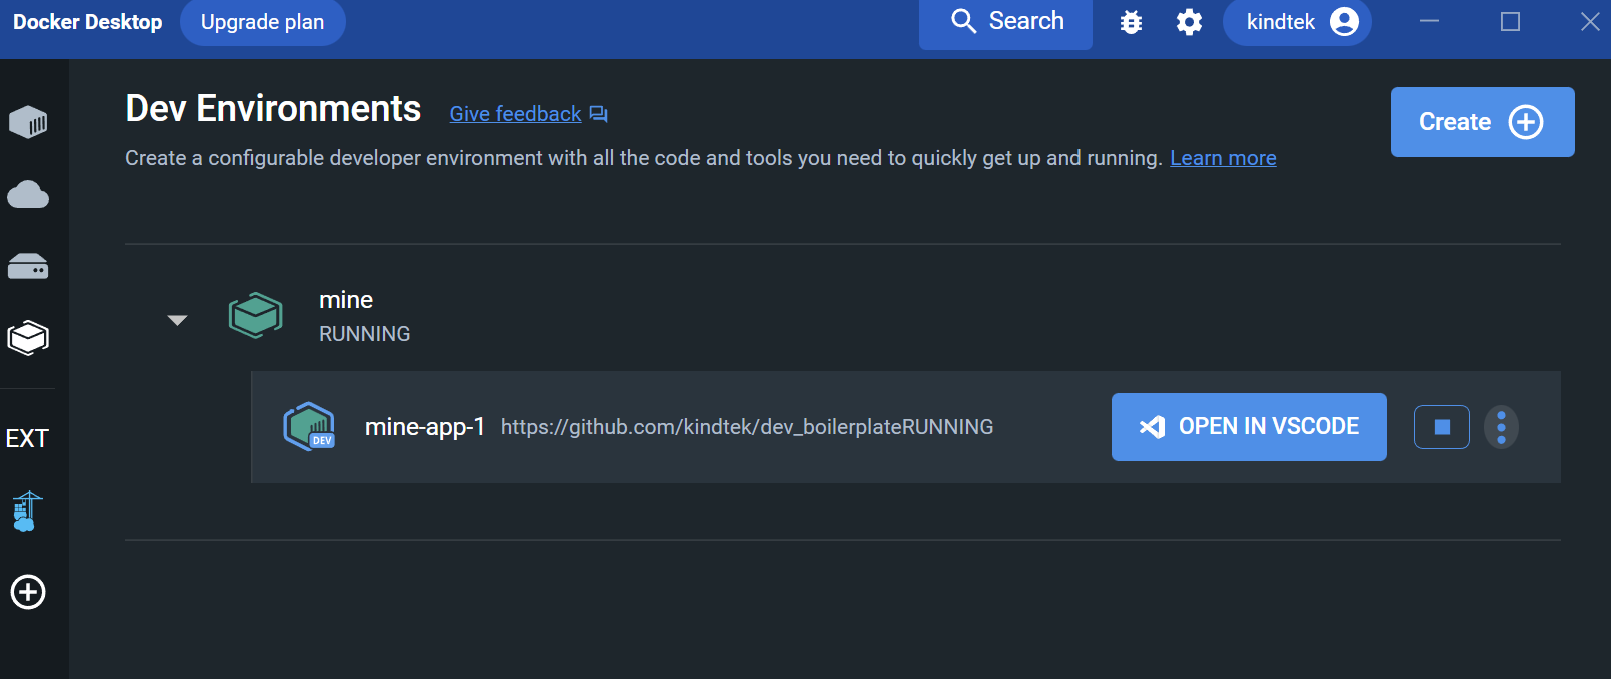 Docker Desktop Upgrade plan Search kindtek
Dev Environments Give feedback
Create
Create a configurable developer environment with all the code and tools you need to quickly get up and running. Learn more
mine
RUNNING
mine-app-1 https://github.com/kindtek/dev_boilerplateRUNNING OPEN IN VSCODE
DEV
EXT